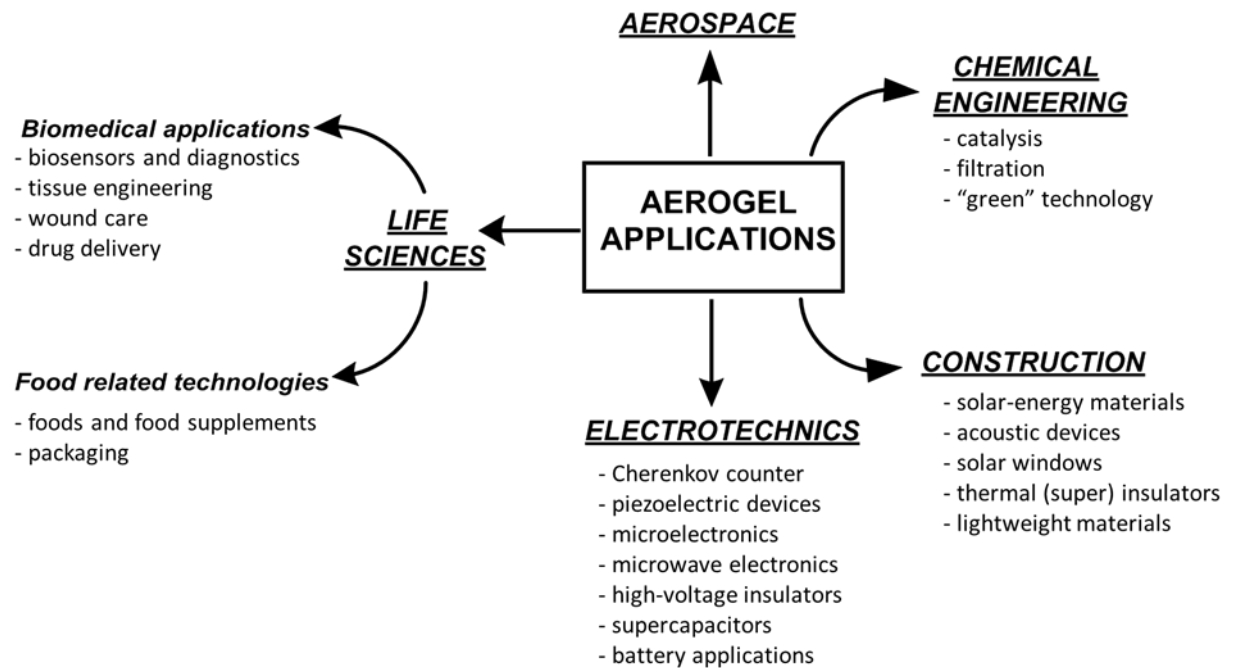 AEROSPACE
CHEMICAL
ENGINEERING
- catalysis
- filtration
- “green” technology
Biomedical applications
- biosensors and diagnostics
- tissue engineering
- wound care
- drug delivery
LIFE
SCIENCES
AEROGEL
APPLICATIONS
Food related technologies
- foods and food supplements
- packaging
ELECTROTECHNICS
- Cherenkov counter
- piezoelectric devices
- microelectronics
- microwave electronics
- high-voltage insulators
- supercapacitors
- battery applications
CONSTRUCTION
- solar-energy materials
- acoustic devices
- solar windows
- thermal (super) insulators
- lightweight materials